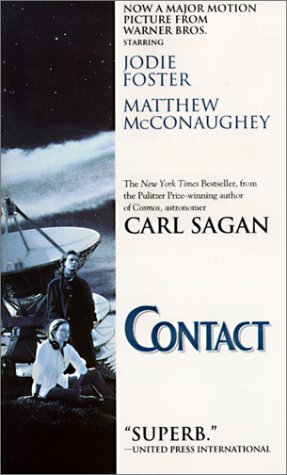 NOW A MAJOR MOTION
PICTURE FROM
WARNER BROS.
STARRING
JODIE
FOSTER
MATTHEW
McCONAUGHEY
The New York Times Bestseller, from
the Pulitzer Prize-winning author
of Cosmos, astronomer
CARL SAGAN
CONTACT
"SUPERB."
—UNITED PRESS INTERNATIONAL